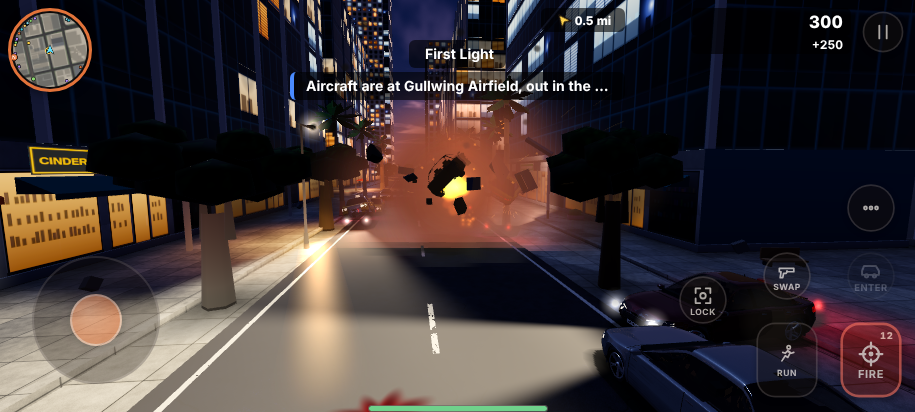 0.5 mi
300
+250
First Light
Aircraft are at Gullwing Airfield, out in the ...
CINDER
SWAP
ENTER
LOCK
12
RUN
FIRE